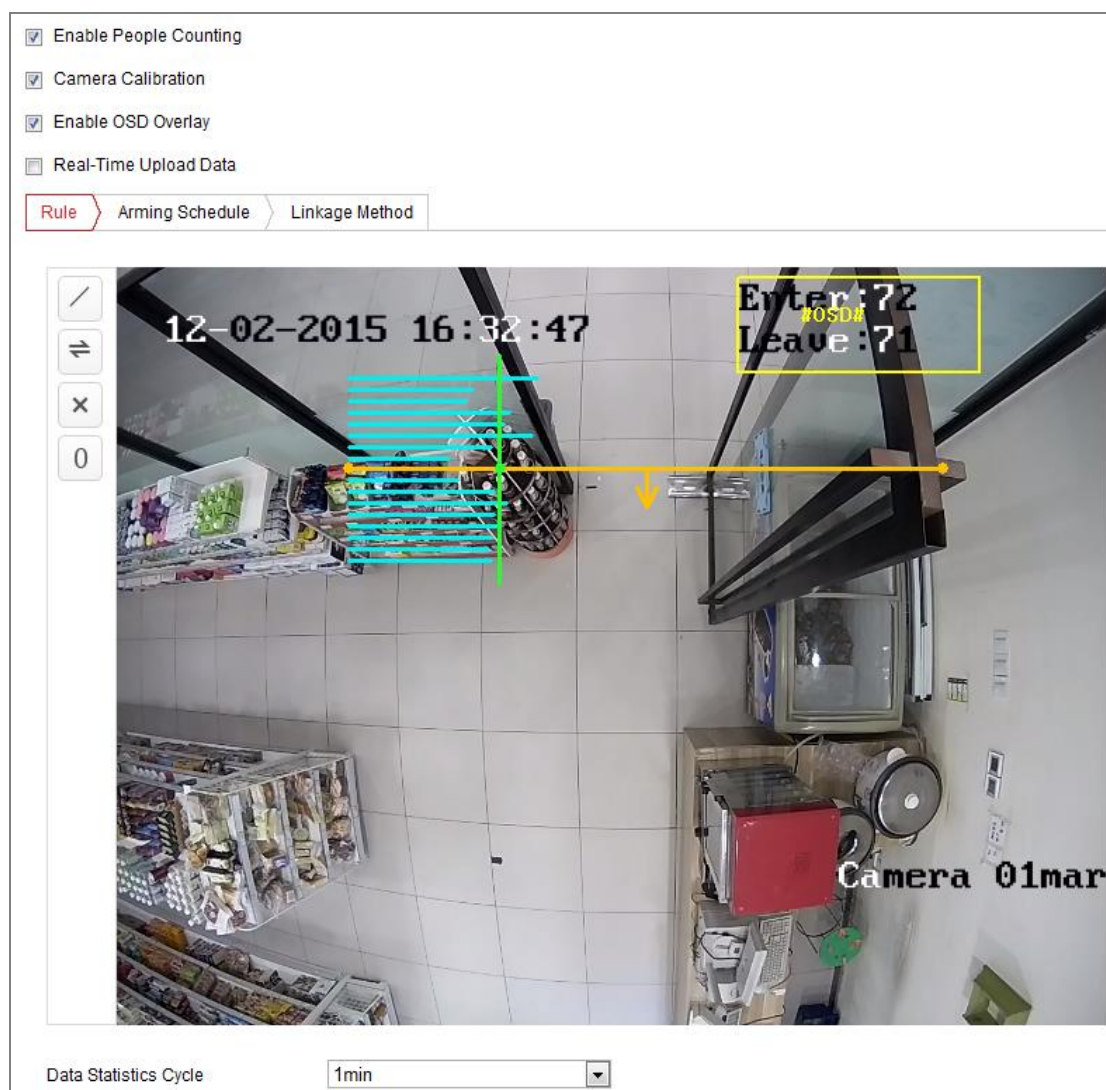 Enable People Counting
Camera Calibration
Enable OSD Overlay
Real-Time Upload Data
Rule Arming Schedule Linkage Method
0
12-02-2015 16:32:47
Enter:72
#OSD#
Leave:71
Camera 01mar
Data Statistics Cycle 1min